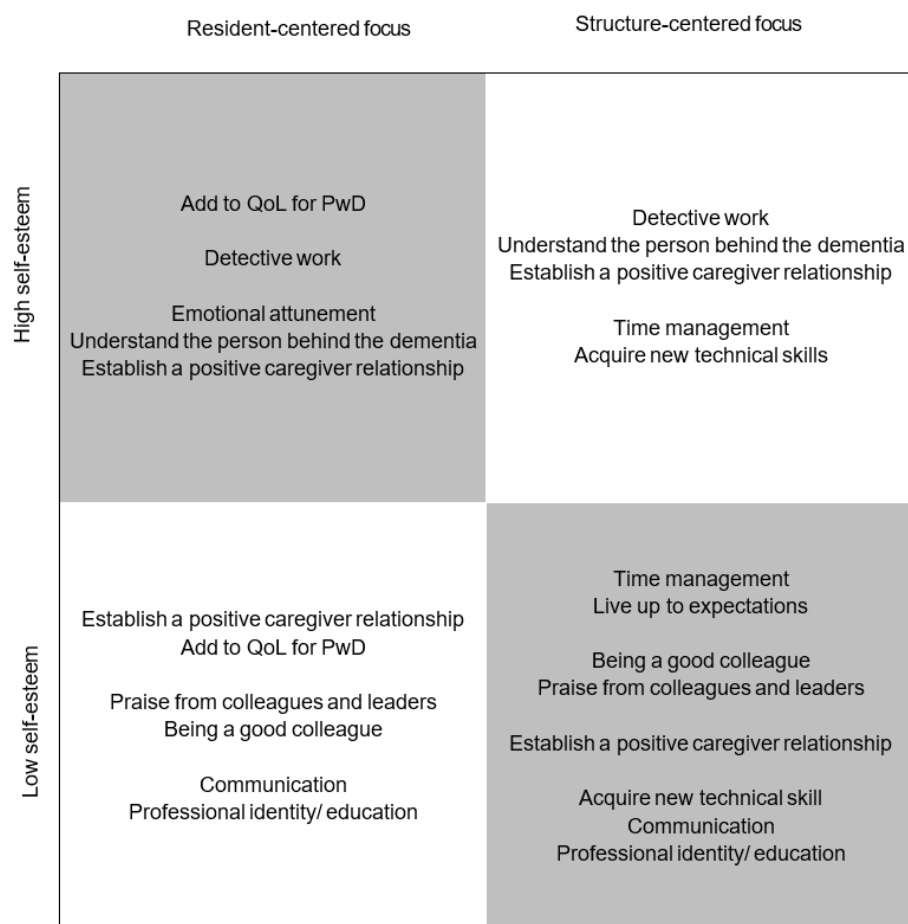 Resident-centered focus
Structure-centered focus
High self-esteem
Add to QoL for PwD
Detective work
Emotional attunement
Understand the person behind the dementia
Establish a positive caregiver relationship
Detective work
Understand the person behind the dementia
Establish a positive caregiver relationship
Time management
Acquire new technical skills
Low self-esteem
Establish a positive caregiver relationship
Add to QoL for PwD
Praise from colleagues and leaders
Being a good colleague
Communication
Professional identity/ education
Time management
Live up to expectations
Being a good colleague
Praise from colleagues and leaders
Establish a positive caregiver relationship
Acquire new technical skill
Communication
Professional identity/ education